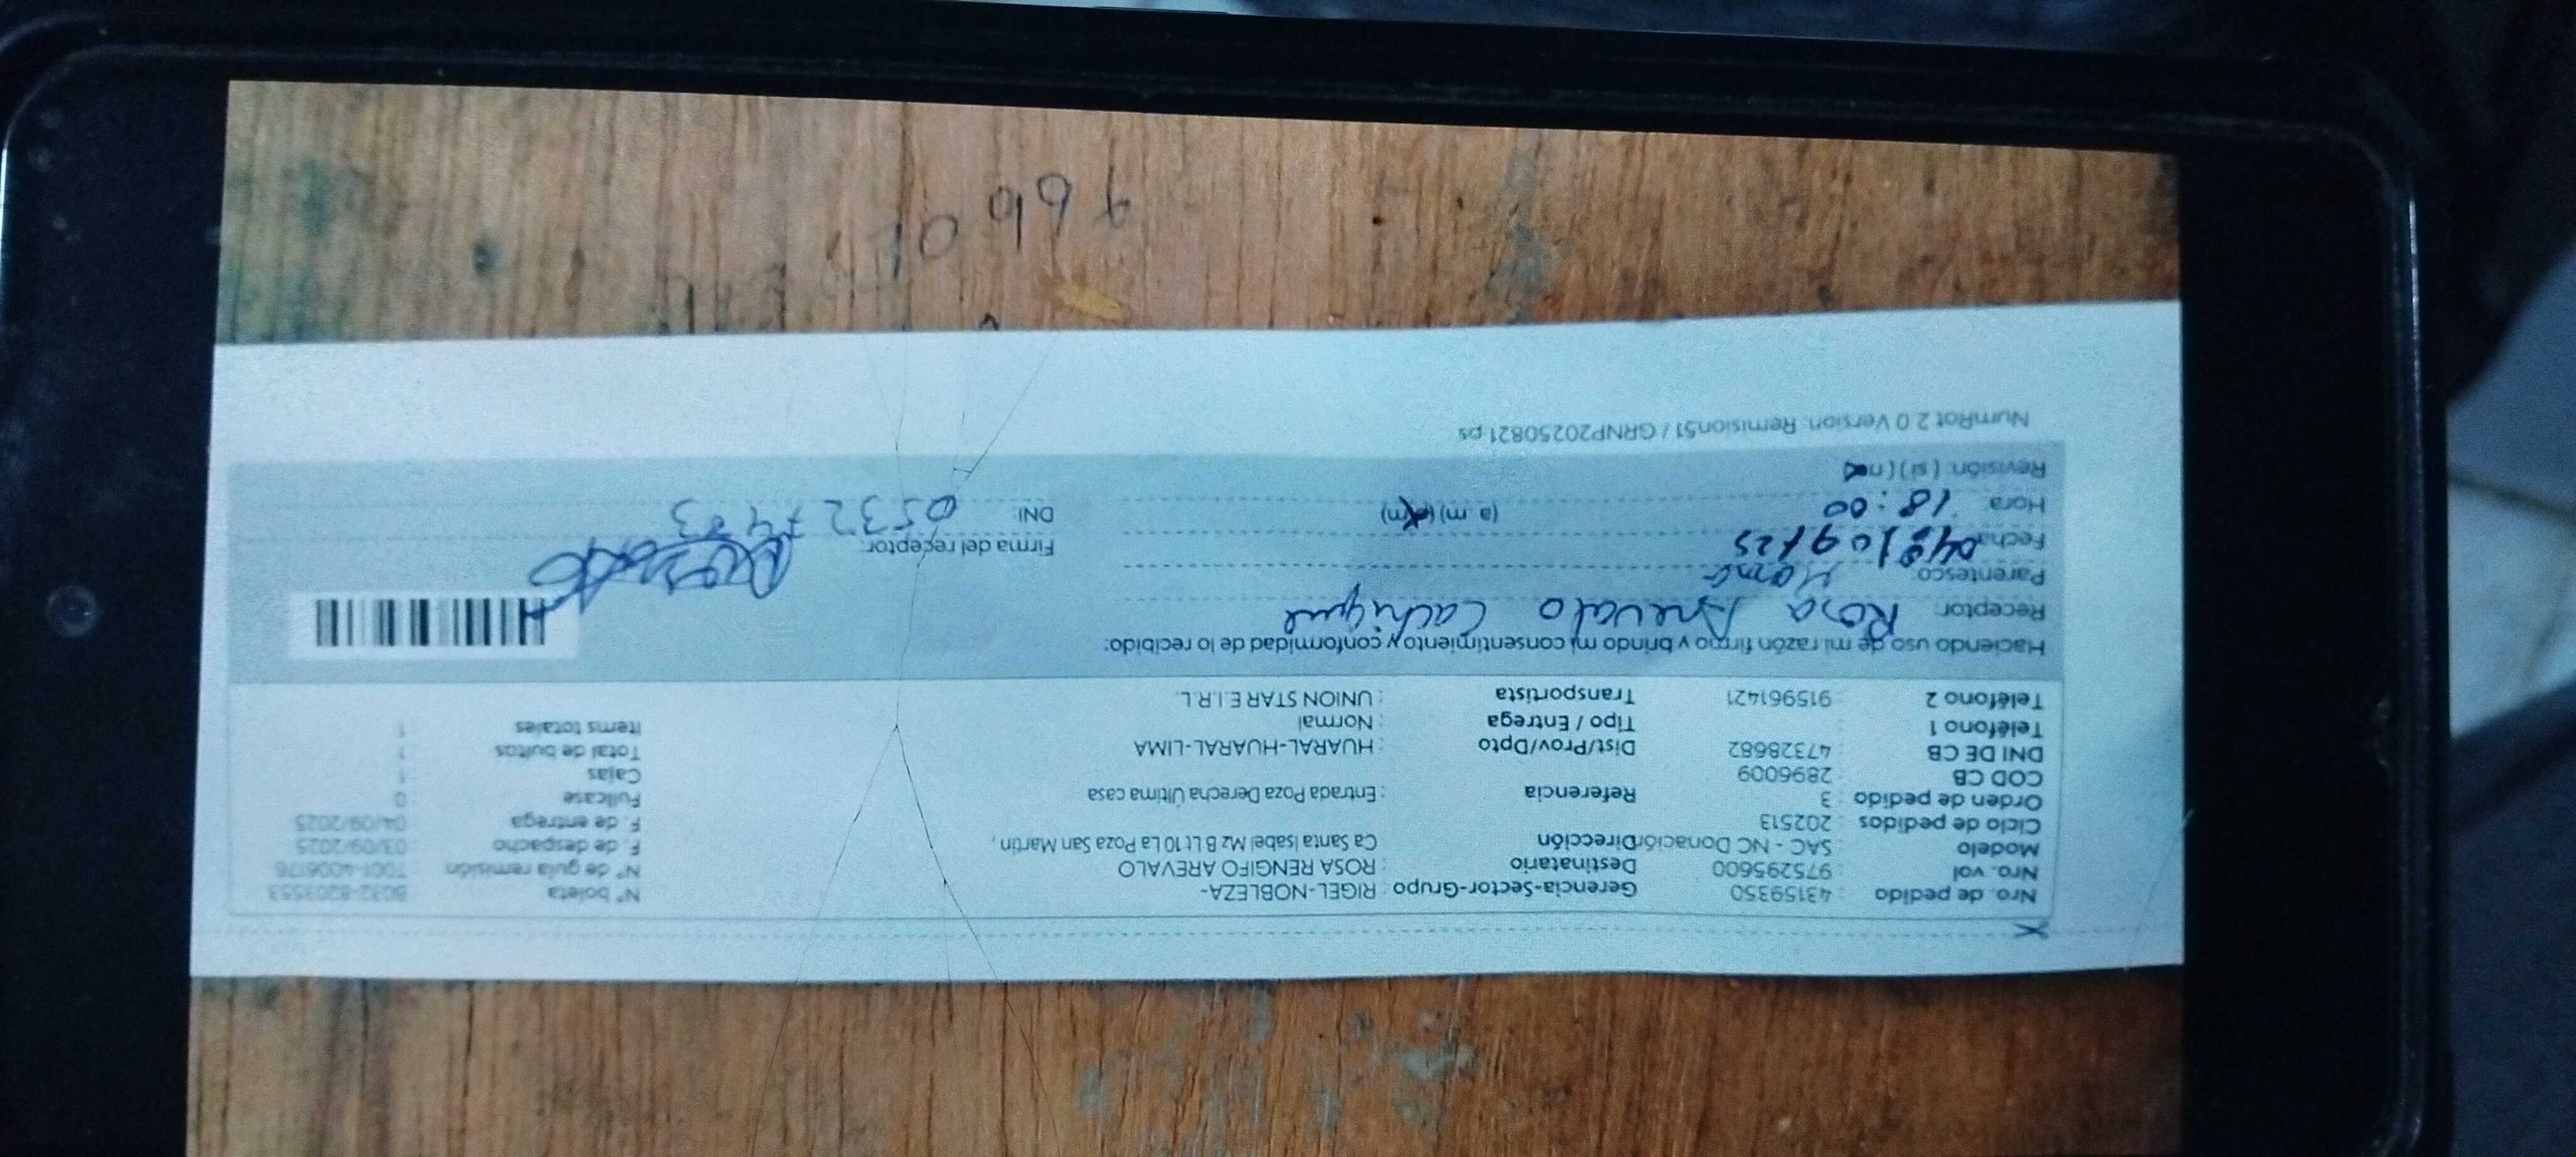 Nro. de pedido : 43159350 Gerencia-Sector-Grupo : RIGEL-NOBLEZA- N° boleta : B032-8203553
Nro. vol : 975295600 Destinatario : ROSA RENGIFO AREVALO N° de guía remisión : T001-4006176
Modelo : SAC - NC Donación Dirección Ca Santa Isabel Mz B Lt 10 La Poza San Martin, F. de despacho : 03/09/2025
Ciclo de pedidos : 202513 F. de entrega : 04/09/2025
Orden de pedido : 3 Referencia : Entrada Poza Derecha Última casa Fullcase : 0
COD CB : 2896009 Cajas : 1
DNI DE CB : 47328682 Dist/Prov/Dpto : HUARAL-HUARAL-LIMA Total de bultos : 1
Teléfono 1 : Tipo / Entrega : Normal Items totales : 1
Teléfono 2 : 915961421 Transportista : UNION STAR E.I.R.L.
Haciendo uso de mi razón firmo y brindo mi consentimiento y conformidad de lo recibido:
Receptor: Rosa Arevalo Cachique
Parentesco: Mamá
Fecha: 04/09/25 Firma del receptor:
Hora: 18:00 (a m) (p m) DNI: 05327483
Revisión: (si) (no)
NumRot 2.0 Version: Remision51 / GRNP20250821 ps